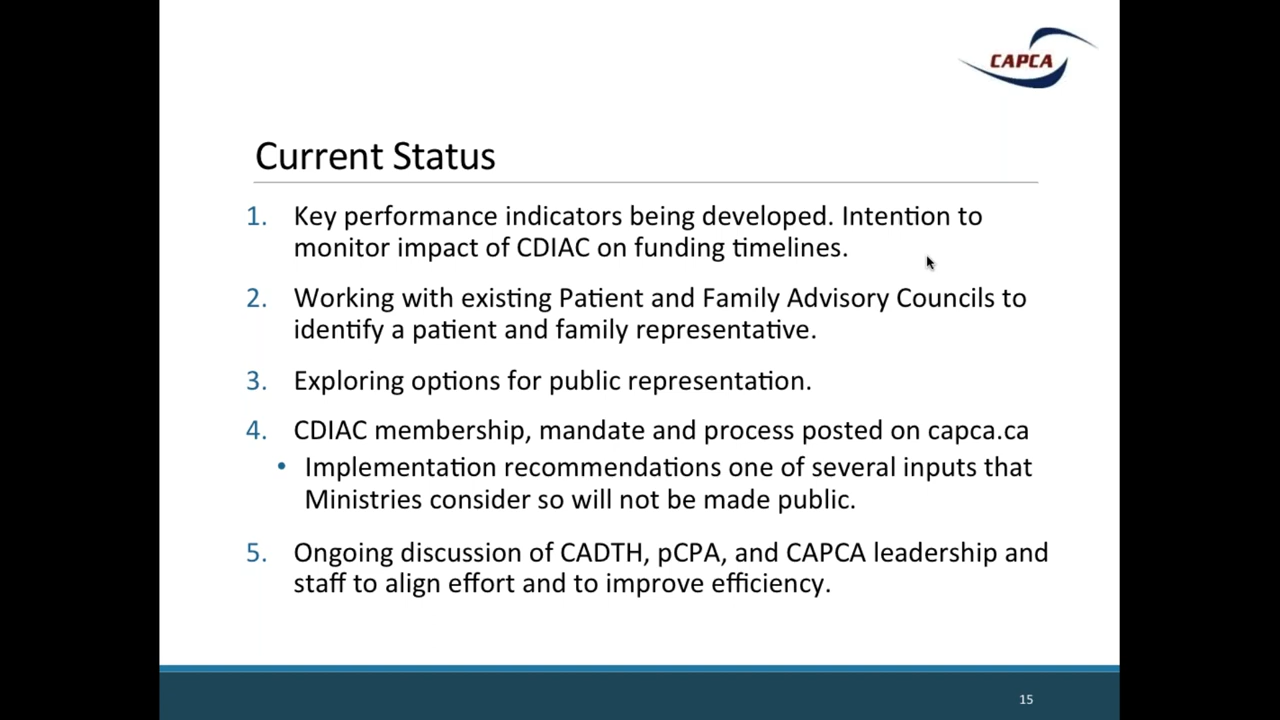 CAPCA
Current Status
1. Key performance indicators being developed. Intention to
monitor impact of CDIAC on funding timelines.
2. Working with existing Patient and Family Advisory Councils to
identify a patient and family representative.
3. Exploring options for public representation.
4. CDIAC membership, mandate and process posted on capca.ca
• Implementation recommendations one of several inputs that
Ministries consider so will not be made public.
5. Ongoing discussion of CADTH, pCPA, and CAPCA leadership and
staff to align effort and to improve efficiency.
15